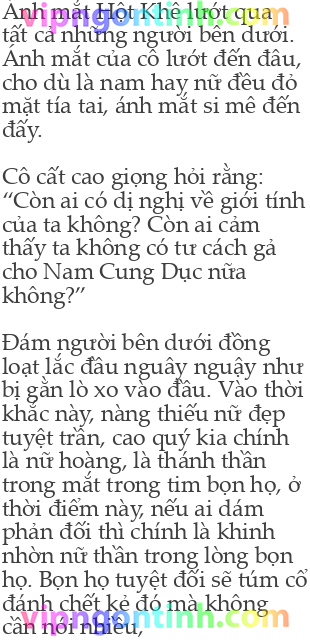 Ánh mắt Hột Khê lướt qua
vipngontinh.com
tất cả những người bên dưới.
Ánh mắt của cô lướt đến đâu,
cho dù là nam hay nữ đều đỏ
mặt tía tai, ánh mắt si mê đến
đấy.
Cô cất cao giọng hỏi rằng:
“Còn ai có dị nghị về giới tính
của ta không? Còn ai cảm
thấy ta không có tư cách gả
cho Nam Cung Dục nữa
không?”
Đám người bên dưới đồng
loạt lắc đầu nguây nguậy như
bị gắn lò xo vào đầu. Vào thời
khắc này, nàng thiếu nữ đẹp
tuyệt trần, cao quý kia chính
là nữ hoàng, là thánh thần
trong mắt trong tim bọn họ, ở
thời điểm này, nếu ai dám
phản đối thì chính là khinh
nhờn nữ thần trong lòng bọn
họ. Bọn họ tuyệt đối sẽ túm cổ
đánh chết kẻ đó mà không
vipngontinh.com
cần nói nhiều,